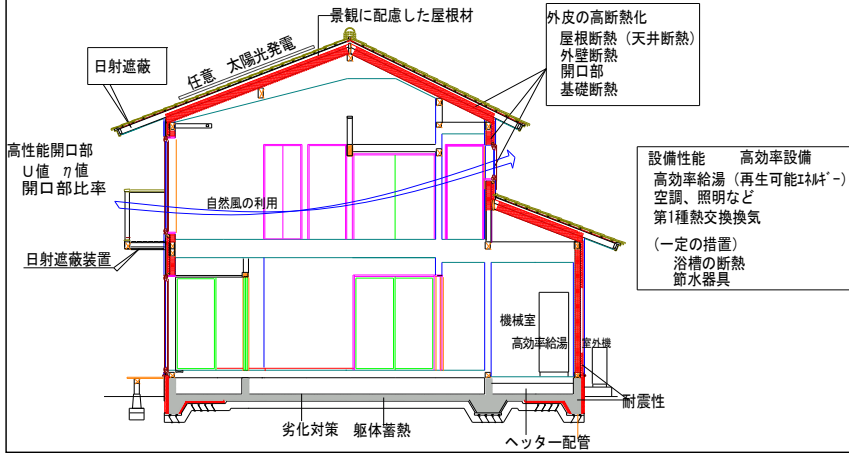 景観に配慮した屋根材
外皮の高断熱化
屋根断熱（天井断熱）
外壁断熱
開口部
基礎断熱
日射遮蔽
任意 太陽光発電
高性能開口部
U値 η値
開口部比率
自然風の利用
設備性能 高効率設備
高効率給湯（再生可能ｴﾈﾙｷﾞｰ）
空調、照明など
第1種熱交換換気
（一定の措置）
浴槽の断熱
節水器具
日射遮蔽装置
機械室
高効率給湯
室外機
耐震性
劣化対策
躯体蓄熱
ヘッター配管